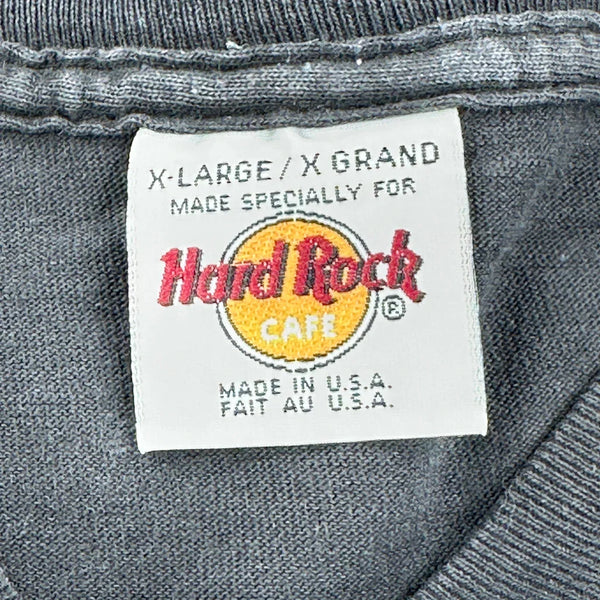 X-LARGE / X GRAND
MADE SPECIALLY FOR
Hard Rock
CAFE ®
MADE IN U.S.A.
FAIT AU U.S.A.